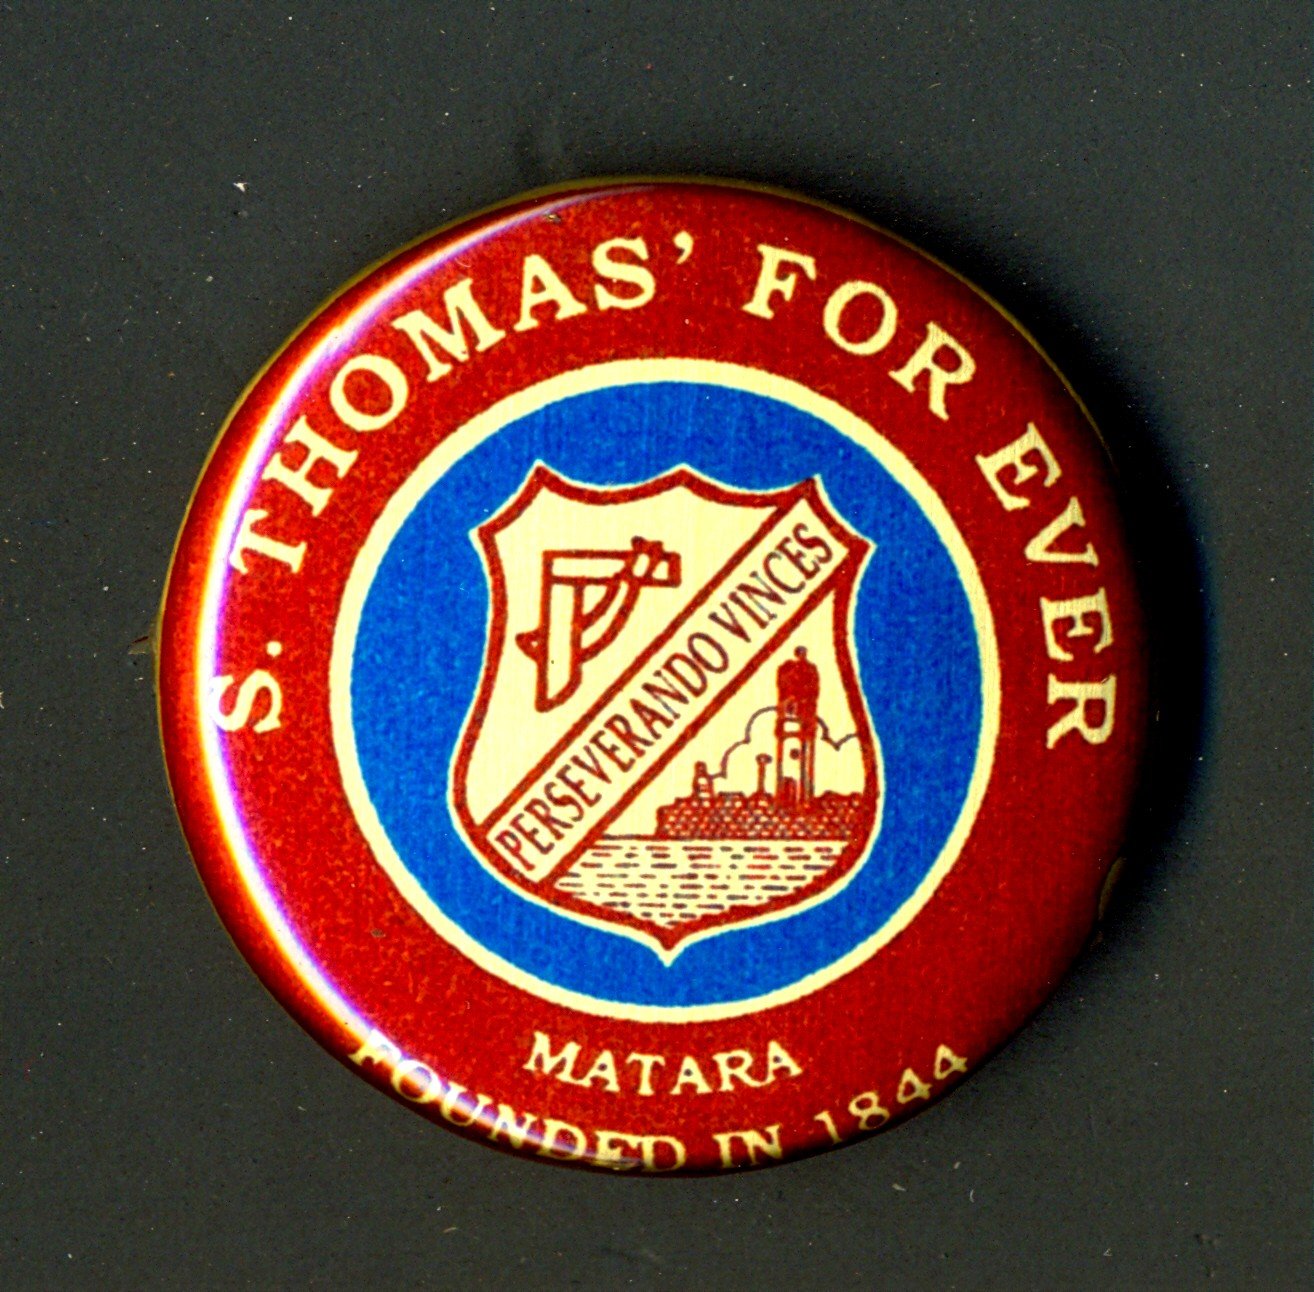 S. THOMAS' FOR EVER
PERSEVERANDO VINCES
MATARA
FOUNDED IN 1844